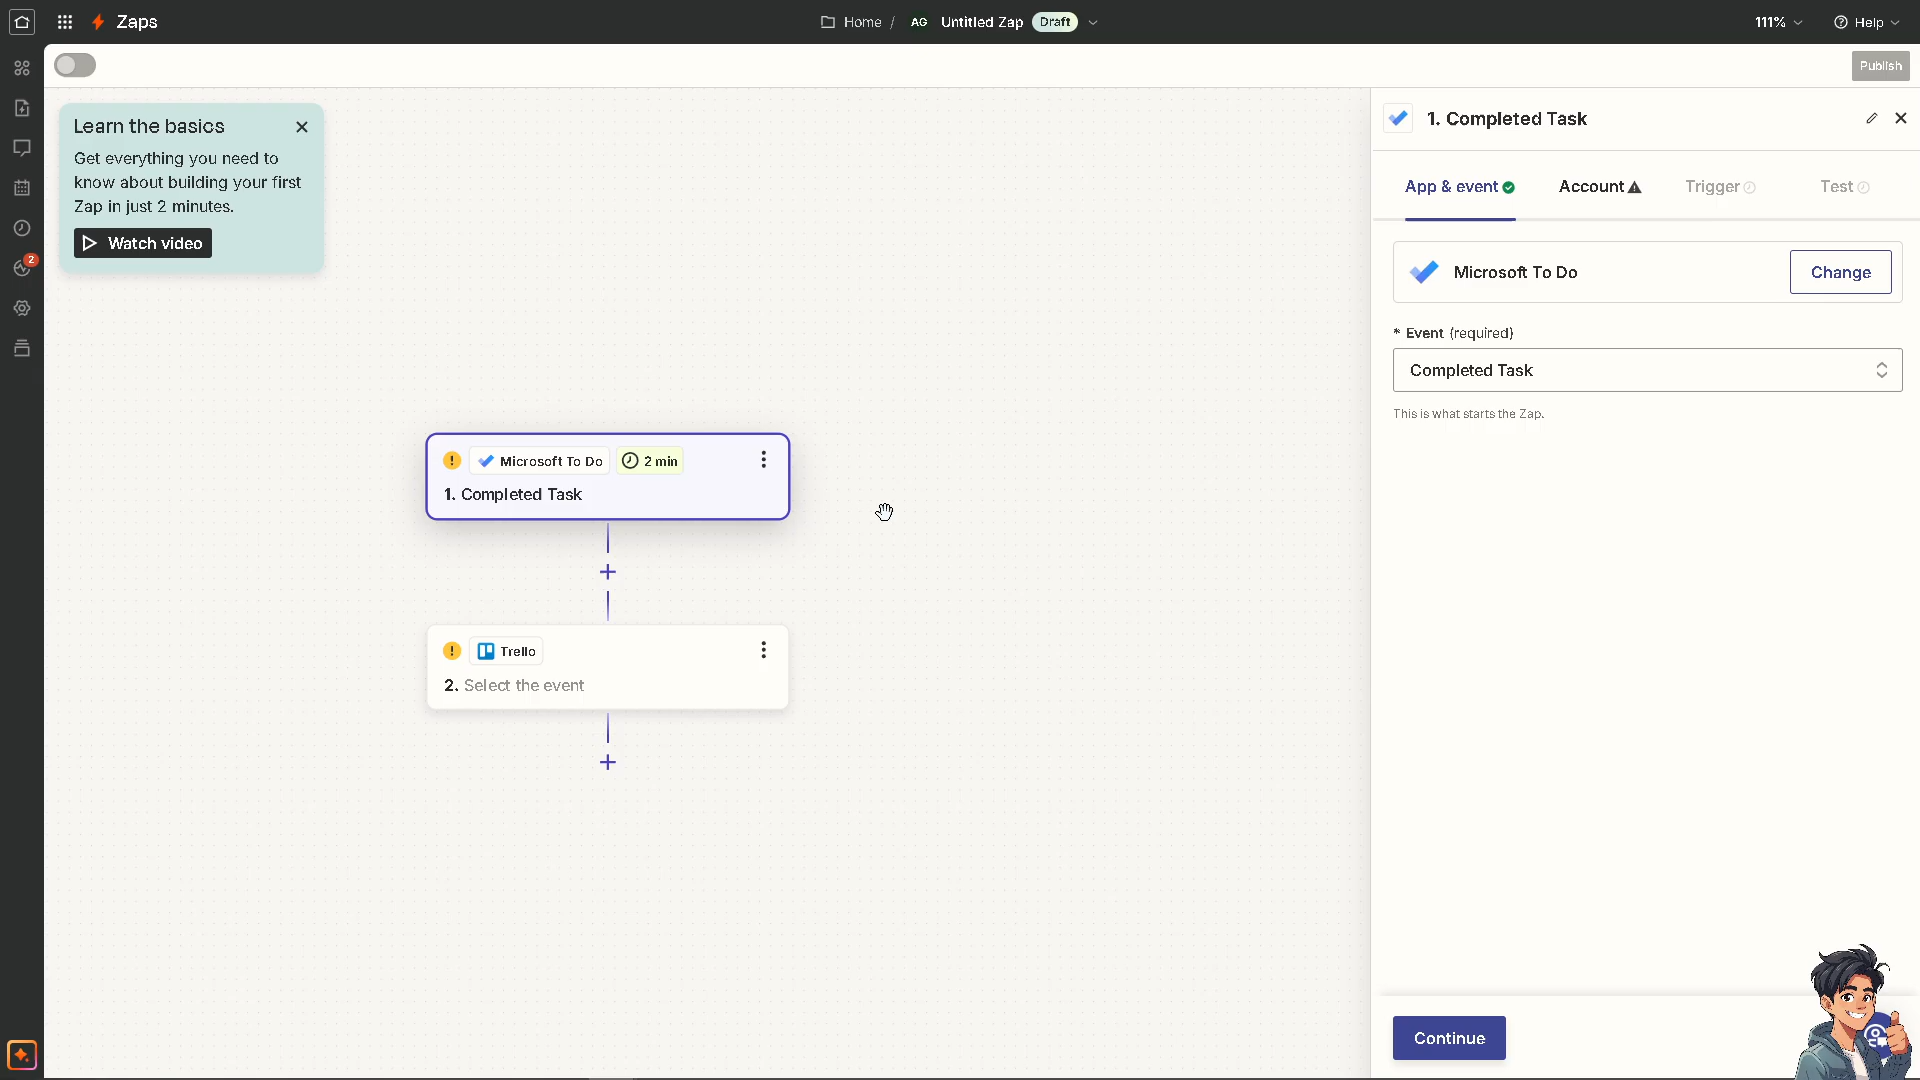 Zaps
Home / AG Untitled Zap Draft
111%
Help
Publish
Learn the basics
Get everything you need to
know about building your first
Zap in just 2 minutes.
Watch video
2
1. Completed Task
App & event
Account
Trigger
Test
Microsoft To Do
Change
* Event (required)
Completed Task
This is what starts the Zap.
Microsoft To Do
2 min
1. Completed Task
Trello
2. Select the event
Continue